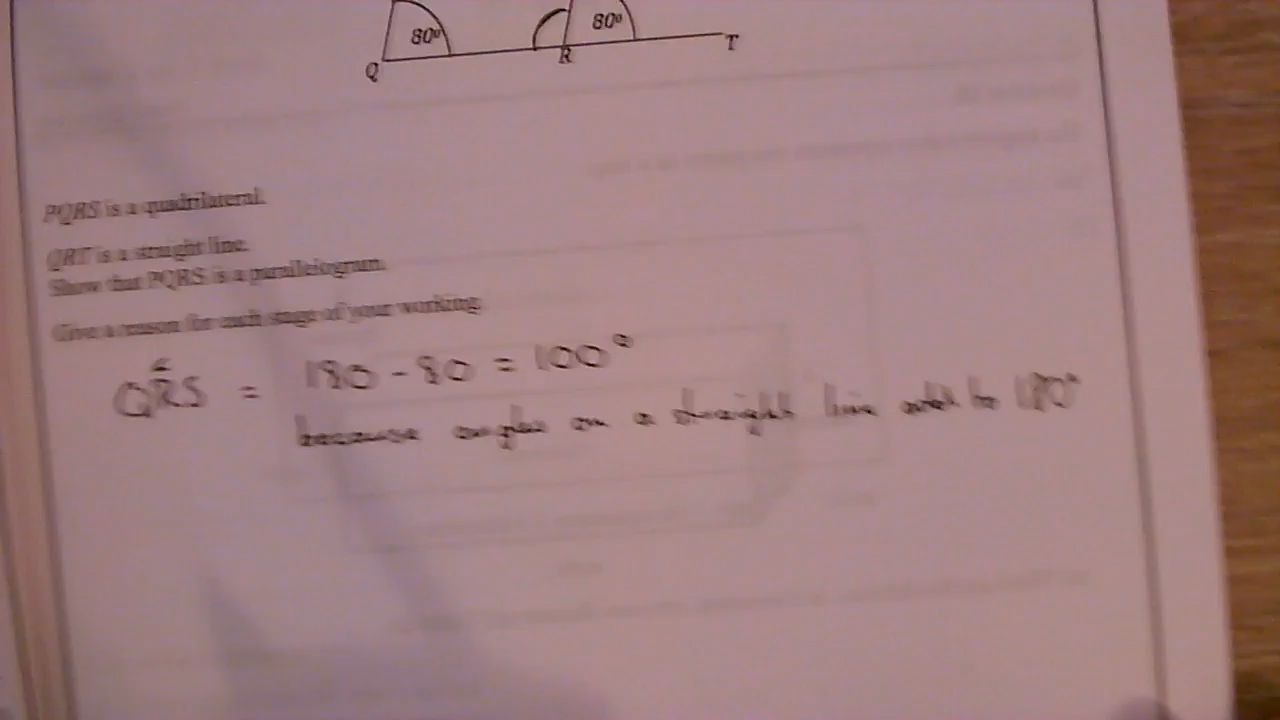 80° 80°
Q R T
PQRS is a quadrilateral.
QRT is a straight line.
Show that PQRS is a parallelogram.
Give a reason for each stage of your working.
QR̂S = 180 - 80 = 100°
because angles on a straight line add to 180°